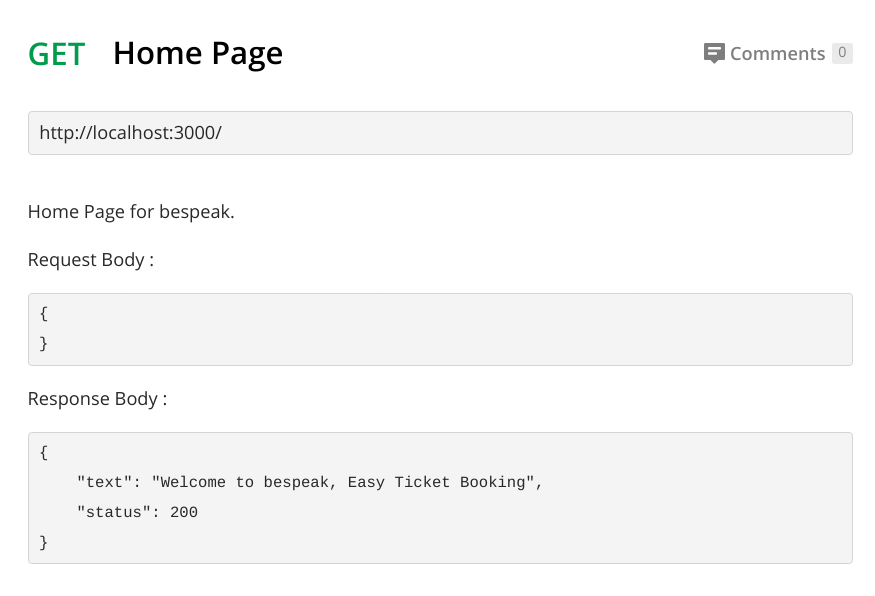 GET Home Page Comments 0
http://localhost:3000/
Home Page for bespeak.
Request Body :
{
}
Response Body :
{
    "text": "Welcome to bespeak, Easy Ticket Booking",
    "status": 200
}